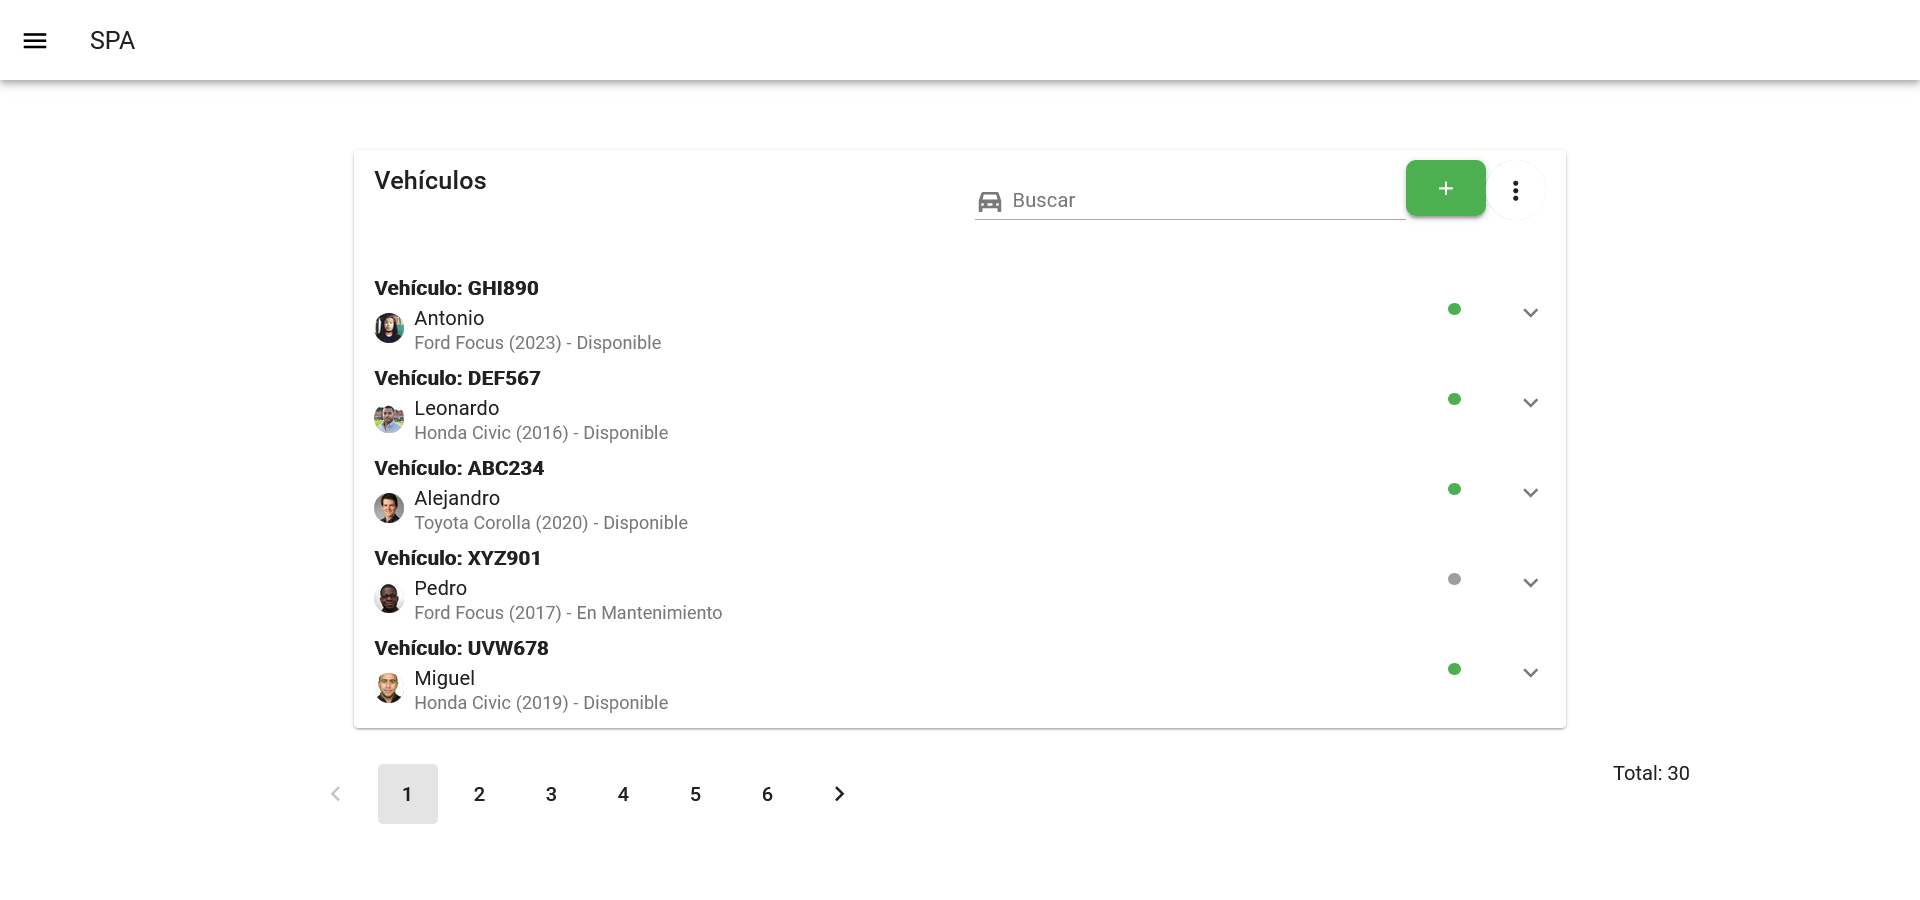 SPA
Vehículos
Buscar
+
Vehículo: GHI890
Antonio
Ford Focus (2023) - Disponible
Vehículo: DEF567
Leonardo
Honda Civic (2016) - Disponible
Vehículo: ABC234
Alejandro
Toyota Corolla (2020) - Disponible
Vehículo: XYZ901
Pedro
Ford Focus (2017) - En Mantenimiento
Vehículo: UVW678
Miguel
Honda Civic (2019) - Disponible
1 2 3 4 5 6
Total: 30